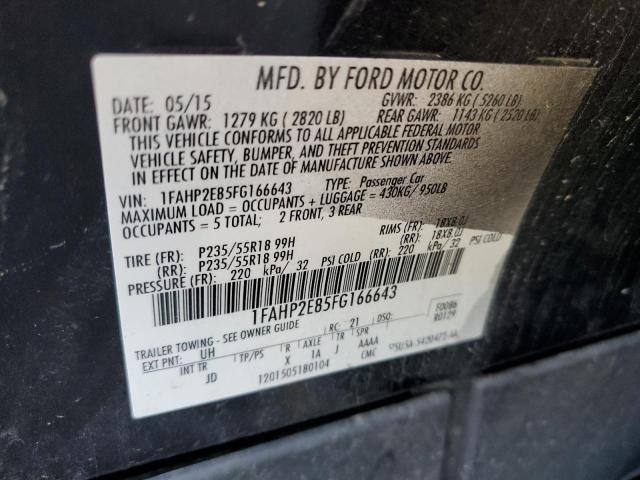 MFD. BY FORD MOTOR CO.
DATE: 05/15 GVWR: 2386 KG ( 5260 LB)
FRONT GAWR: 1279 KG ( 2820 LB) REAR GAWR: 1143 KG ( 2520 LB)
THIS VEHICLE CONFORMS TO ALL APPLICABLE FEDERAL MOTOR
VEHICLE SAFETY, BUMPER, AND THEFT PREVENTION STANDARDS
IN EFFECT ON THE DATE OF MANUFACTURE SHOWN ABOVE.
VIN: 1FAHP2E85FG166643 TYPE: Passenger Car
MAXIMUM LOAD = OCCUPANTS + LUGGAGE = 430KG/ 950LB
OCCUPANTS = 5 TOTAL; 2 FRONT, 3 REAR
TIRE (FR): P235/55R18 99H RIMS (FR): 18X8.0J
(RR): P235/55R18 99H (RR): 18X8.0J
PRESSURE (FR): 220 kPa/ 32 PSI COLD (RR): 220 kPa/ 32 PSI COLD
1FAHP2E85FG166643
F0086
R0129
TRAILER TOWING - SEE OWNER GUIDE RC: 21 DSO:
EXT PNT: UH INT TR TP/PS R AXLE TR SPR
JD X 1A J AAAA CMC
1201505180104